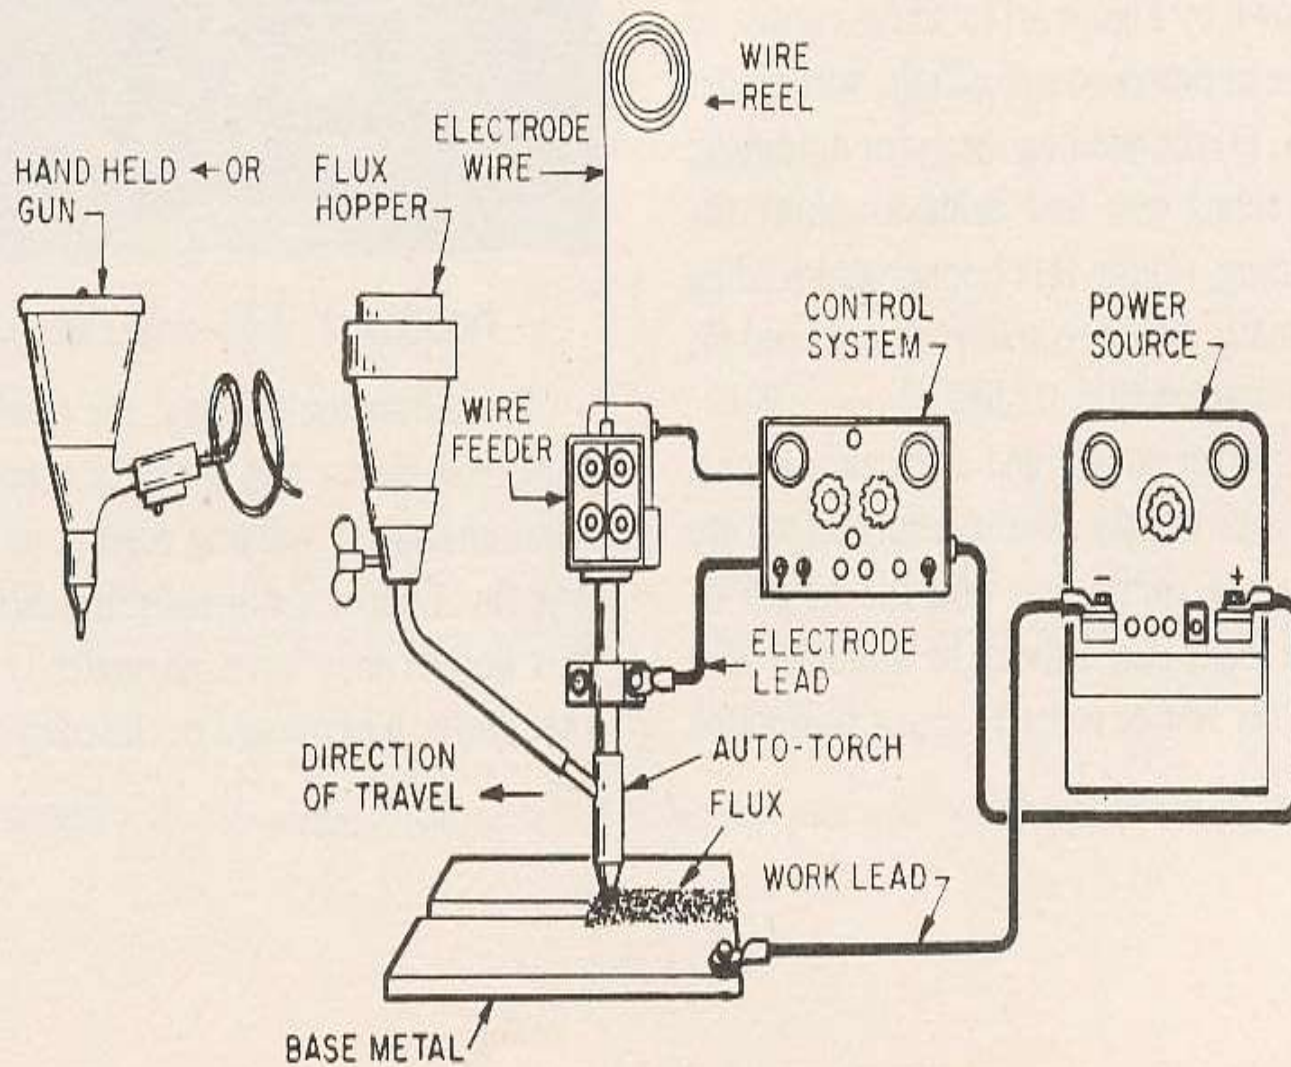 WIRE
REEL
ELECTRODE
WIRE
HAND HELD ← OR
GUN
FLUX
HOPPER
CONTROL
SYSTEM
POWER
SOURCE
WIRE
FEEDER
- +
ELECTRODE
LEAD
DIRECTION
OF TRAVEL
AUTO-TORCH
FLUX
WORK LEAD
BASE METAL